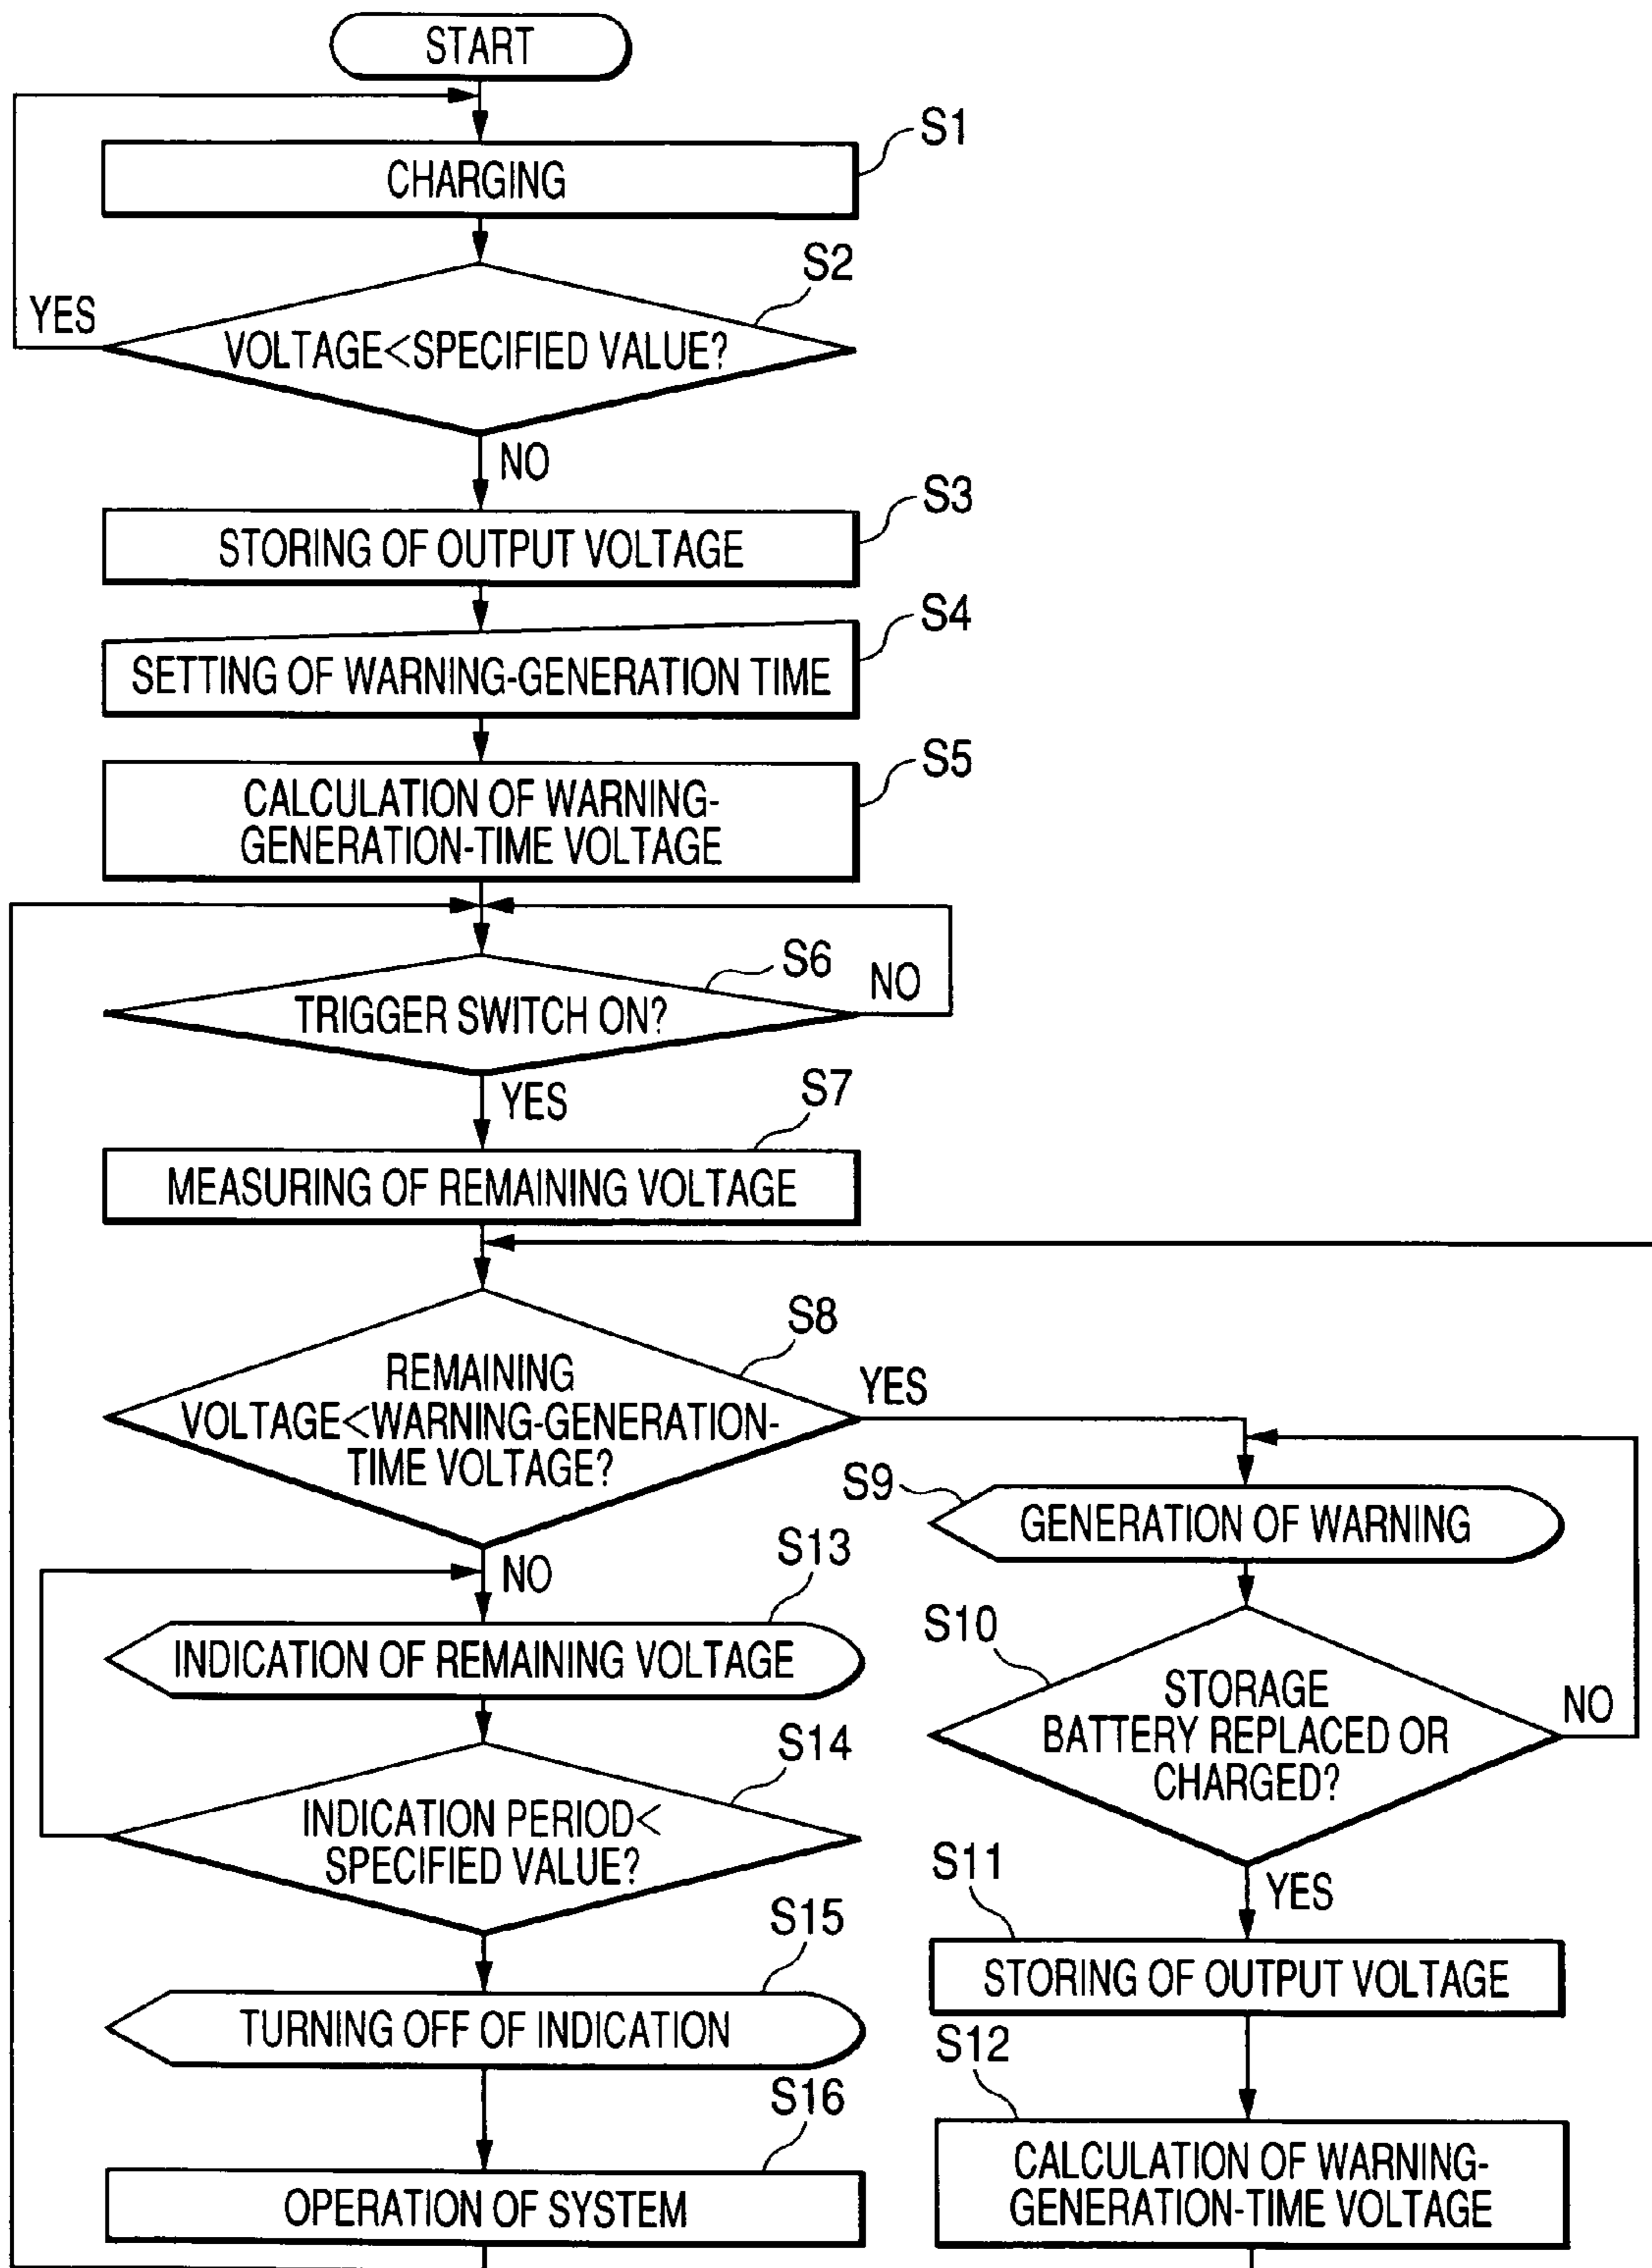 START
S1
CHARGING
S2
YES
VOLTAGE<SPECIFIED VALUE?
NO
S3
STORING OF OUTPUT VOLTAGE
S4
SETTING OF WARNING-GENERATION TIME
S5
CALCULATION OF WARNING-
GENERATION-TIME VOLTAGE
S6
NO
TRIGGER SWITCH ON?
YES
S7
MEASURING OF REMAINING VOLTAGE
S8
REMAINING
VOLTAGE<WARNING-GENERATION-
TIME VOLTAGE?
YES
S9
GENERATION OF WARNING
NO
S13
INDICATION OF REMAINING VOLTAGE
S10
STORAGE
BATTERY REPLACED OR
CHARGED?
NO
S14
INDICATION PERIOD<
SPECIFIED VALUE?
S11
YES
STORING OF OUTPUT VOLTAGE
S15
TURNING OFF OF INDICATION
S12
CALCULATION OF WARNING-
GENERATION-TIME VOLTAGE
S16
OPERATION OF SYSTEM